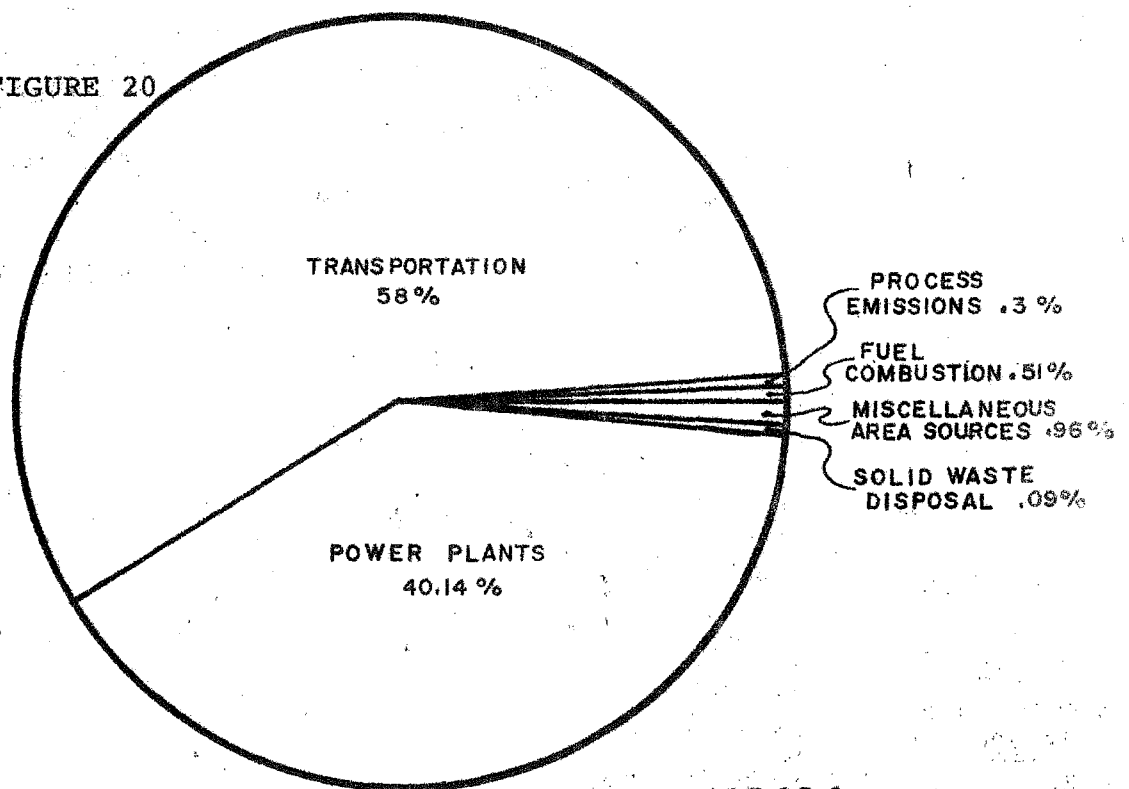 FIGURE 20
TRANSPORTATION
58%
PROCESS
EMISSIONS .3%
FUEL
COMBUSTION .51%
MISCELLANEOUS
AREA SOURCES .96%
SOLID WASTE
DISPOSAL .09%
POWER PLANTS
40.14%